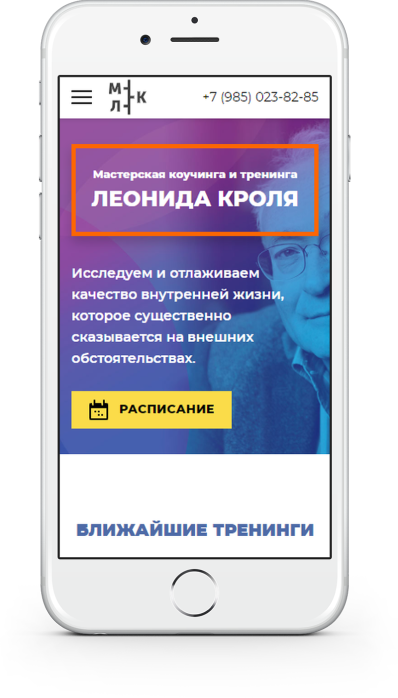 МЛК
+7 (985) 023-82-85
Мастерская коучинга и тренинга
ЛЕОНИДА КРОЛЯ
Исследуем и отлаживаем
качество внутренней жизни,
которое существенно
сказывается на внешних
обстоятельствах.
РАСПИСАНИЕ
БЛИЖАЙШИЕ ТРЕНИНГИ